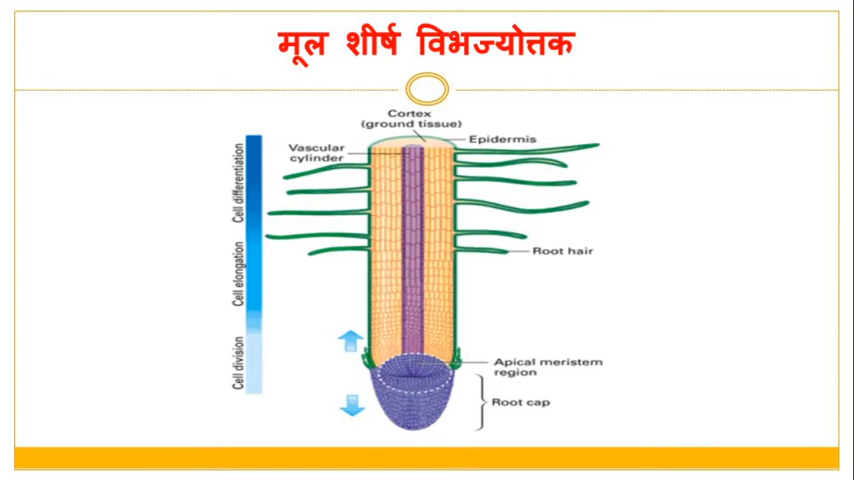 मूल शीर्ष विभज्योत्तक
Cortex
(ground tissue)
Epidermis
Vascular
cylinder
Cell differentiation
Root hair
Cell elongation
Cell division
Apical meristem
region
Root cap